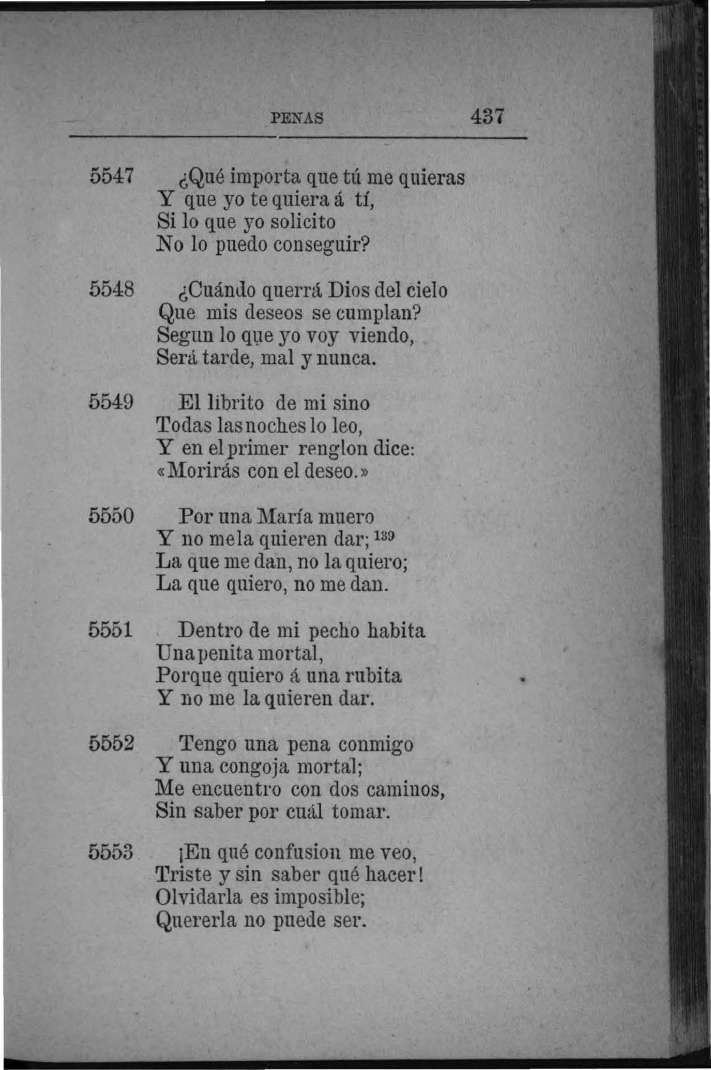 PENAS 437
5547 ¿Qué importa que tú me quieras
Y que yo te quiera á tí,
Si lo que yo solicito
No lo puedo conseguir?
5548 ¿Cuándo querrá Dios del cielo
Que mis deseos se cumplan?
Segun lo que yo voy viendo,
Será tarde, mal y nunca.
5549 El librito de mi sino
Todas las noches lo leo,
Y en el primer renglon dice:
«Morirás con el deseo.»
5550 Por una María muero
Y no me la quieren dar; 139
La que me dan, no la quiero;
La que quiero, no me dan.
5551 Dentro de mi pecho habita
Una penita mortal,
Porque quiero á una rubita
Y no me la quieren dar.
5552 Tengo una pena conmigo
Y una congoja mortal;
Me encuentro con dos caminos,
Sin saber por cuál tomar.
5553 ¡En qué confusion me veo,
Triste y sin saber qué hacer!
Olvidarla es imposible;
Quererla no puede ser.